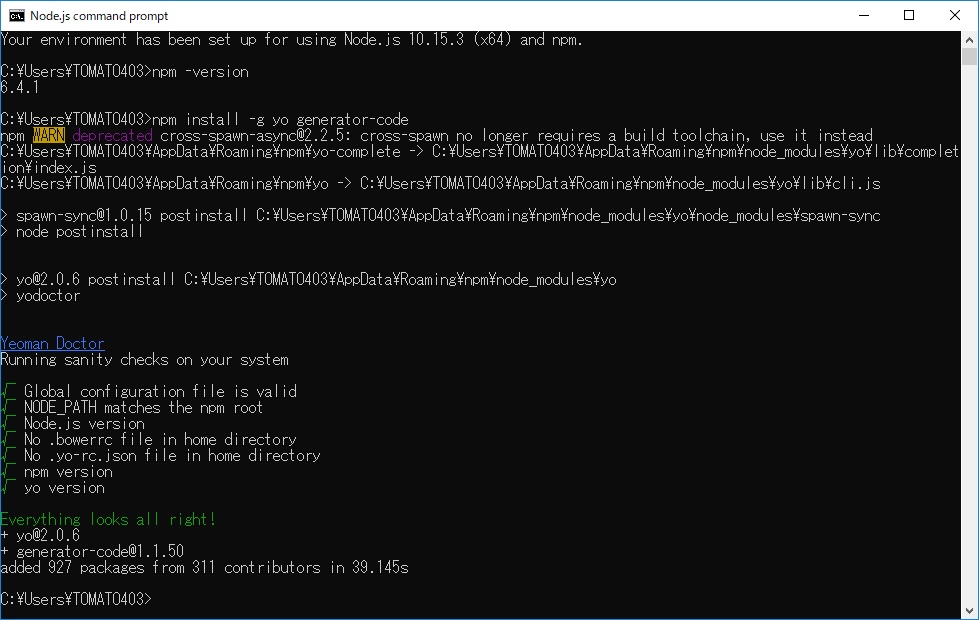 Node.js command prompt
Your environment has been set up for using Node.js 10.15.3 (x64) and npm.
C:¥Users¥TOMATO403>npm -version
6.4.1
C:¥Users¥TOMATO403>npm install -g yo generator-code
npm WARN deprecated cross-spawn-async@2.2.5: cross-spawn no longer requires a build toolchain, use it instead
C:¥Users¥TOMATO403¥AppData¥Roaming¥npm¥yo-complete -> C:¥Users¥TOMATO403¥AppData¥Roaming¥npm¥node_modules¥yo¥lib¥complet
ion¥index.js
C:¥Users¥TOMATO403¥AppData¥Roaming¥npm¥yo -> C:¥Users¥TOMATO403¥AppData¥Roaming¥npm¥node_modules¥yo¥lib¥cli.js
> spawn-sync@1.0.15 postinstall C:¥Users¥TOMATO403¥AppData¥Roaming¥npm¥node_modules¥yo¥node_modules¥spawn-sync
> node postinstall
> yo@2.0.6 postinstall C:¥Users¥TOMATO403¥AppData¥Roaming¥npm¥node_modules¥yo
> yodoctor
Yeoman Doctor
Running sanity checks on your system
√ Global configuration file is valid
√ NODE_PATH matches the npm root
√ Node.js version
√ No .bowerrc file in home directory
√ No .yo-rc.json file in home directory
√ npm version
√ yo version
Everything looks all right!
+ yo@2.0.6
+ generator-code@1.1.50
added 927 packages from 311 contributors in 39.145s
C:¥Users¥TOMATO403>